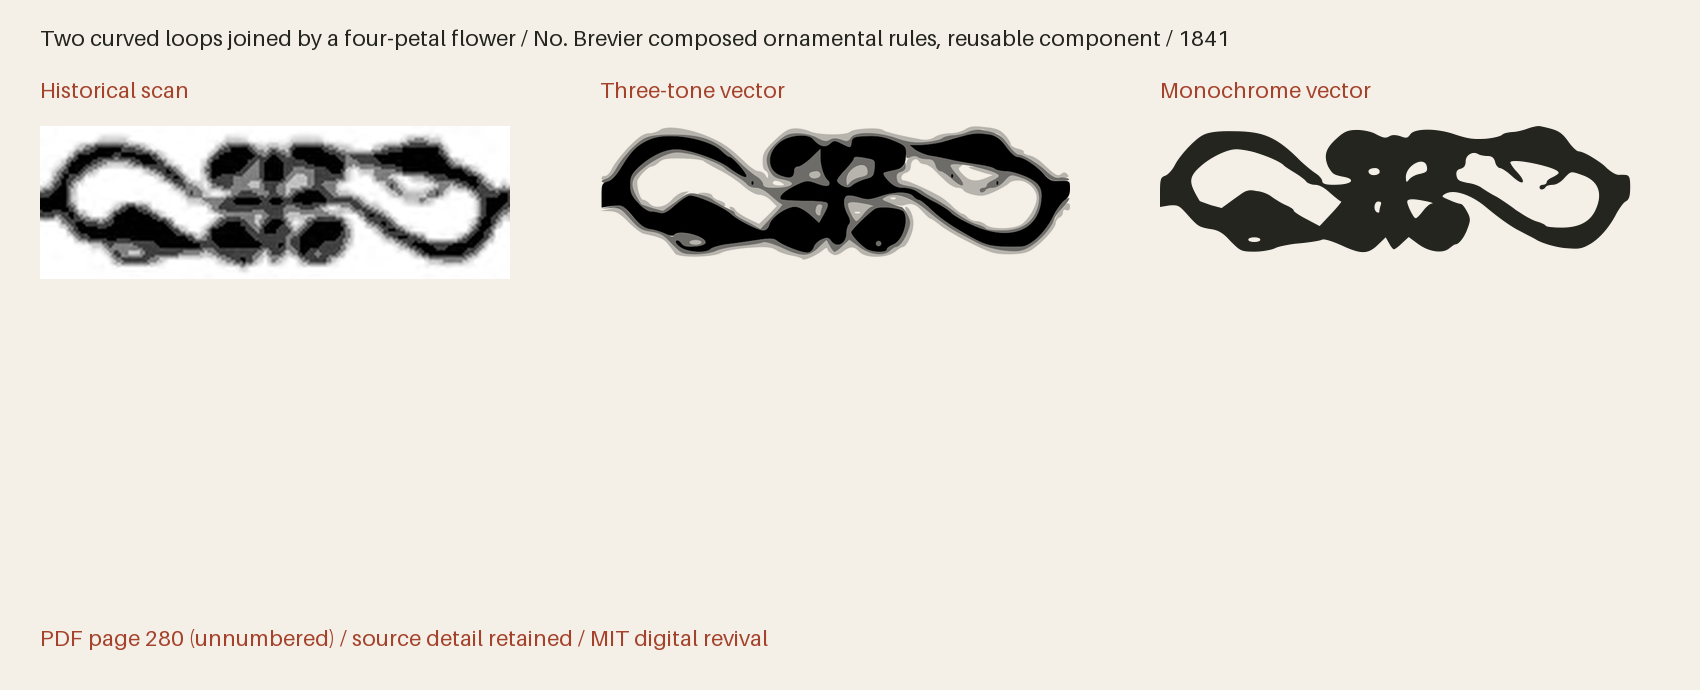 Two curved loops joined by a four-petal flower / No. Brevier composed ornamental rules, reusable component / 1841
Historical scan
Three-tone vector
Monochrome vector
PDF page 280 (unnumbered) / source detail retained / MIT digital revival